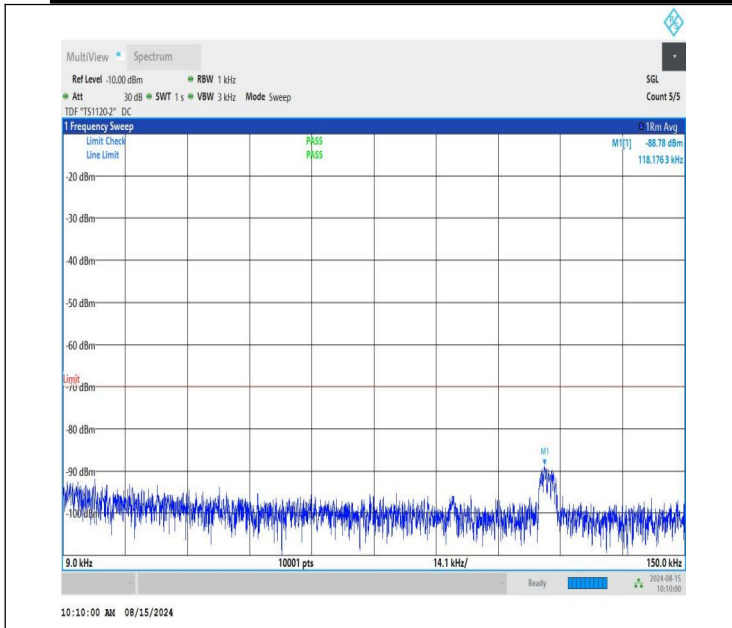 R S
MultiView Spectrum
Ref Level -10.00 dBm RBW 1 kHz SGL
Att 30 dB SWT 1 s VBW 3 kHz Mode Sweep Count 5/5
TDF "TS1120-2" DC
1 Frequency Sweep 1Rm Avg
Limit Check PASS M1[1] -88.78 dBm
Line Limit PASS 118.176 3 kHz
-20 dBm
-30 dBm
-40 dBm
-50 dBm
-60 dBm
Limit
-70 dBm
-80 dBm
M1
-90 dBm
-100 dBm
9.0 kHz 10001 pts 14.1 kHz/ 150.0 kHz
Ready 2024-08-15
10:10:00
10:10:00 AM 08/15/2024